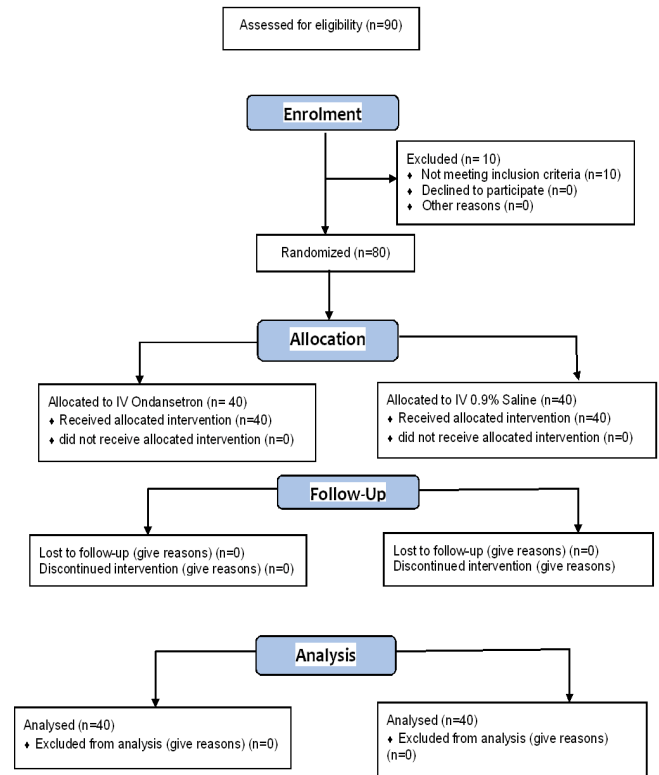 Assessed for eligibility (n=90)
Enrolment
Excluded (n= 10)
♦ Not meeting inclusion criteria (n=10)
♦ Declined to participate (n=0)
♦ Other reasons (n=0)
Randomized (n=80)
Allocation
Allocated to IV Ondansetron (n= 40)
♦ Received allocated intervention (n=40)
♦ did not receive allocated intervention (n=0)
Allocated to IV 0.9% Saline (n=40)
♦ Received allocated intervention (n=40)
♦ did not receive allocated intervention (n=0)
Follow-Up
Lost to follow-up (give reasons) (n=0)
Discontinued intervention (give reasons) (n=0)
Lost to follow-up (give reasons) (n=0)
Discontinued intervention (give reasons)
Analysis
Analysed (n=40)
♦ Excluded from analysis (give reasons) (n=0)
Analysed (n=40)
♦ Excluded from analysis (give reasons)
(n=0)